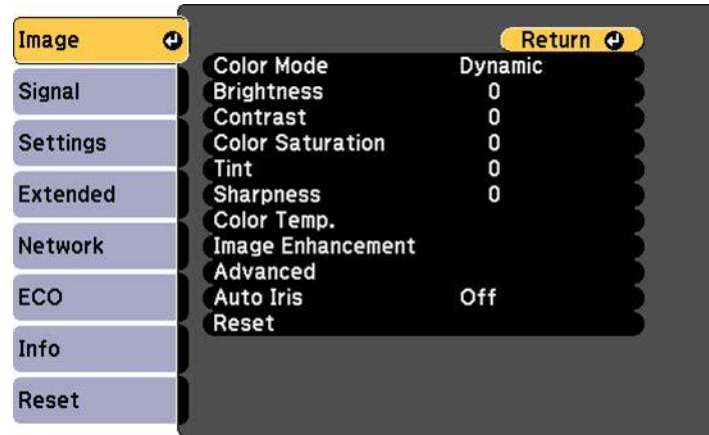 Image
Signal
Settings
Extended
Network
ECO
Info
Reset
Return
Color Mode Dynamic
Brightness 0
Contrast 0
Color Saturation 0
Tint 0
Sharpness 0
Color Temp.
Image Enhancement
Advanced
Auto Iris Off
Reset